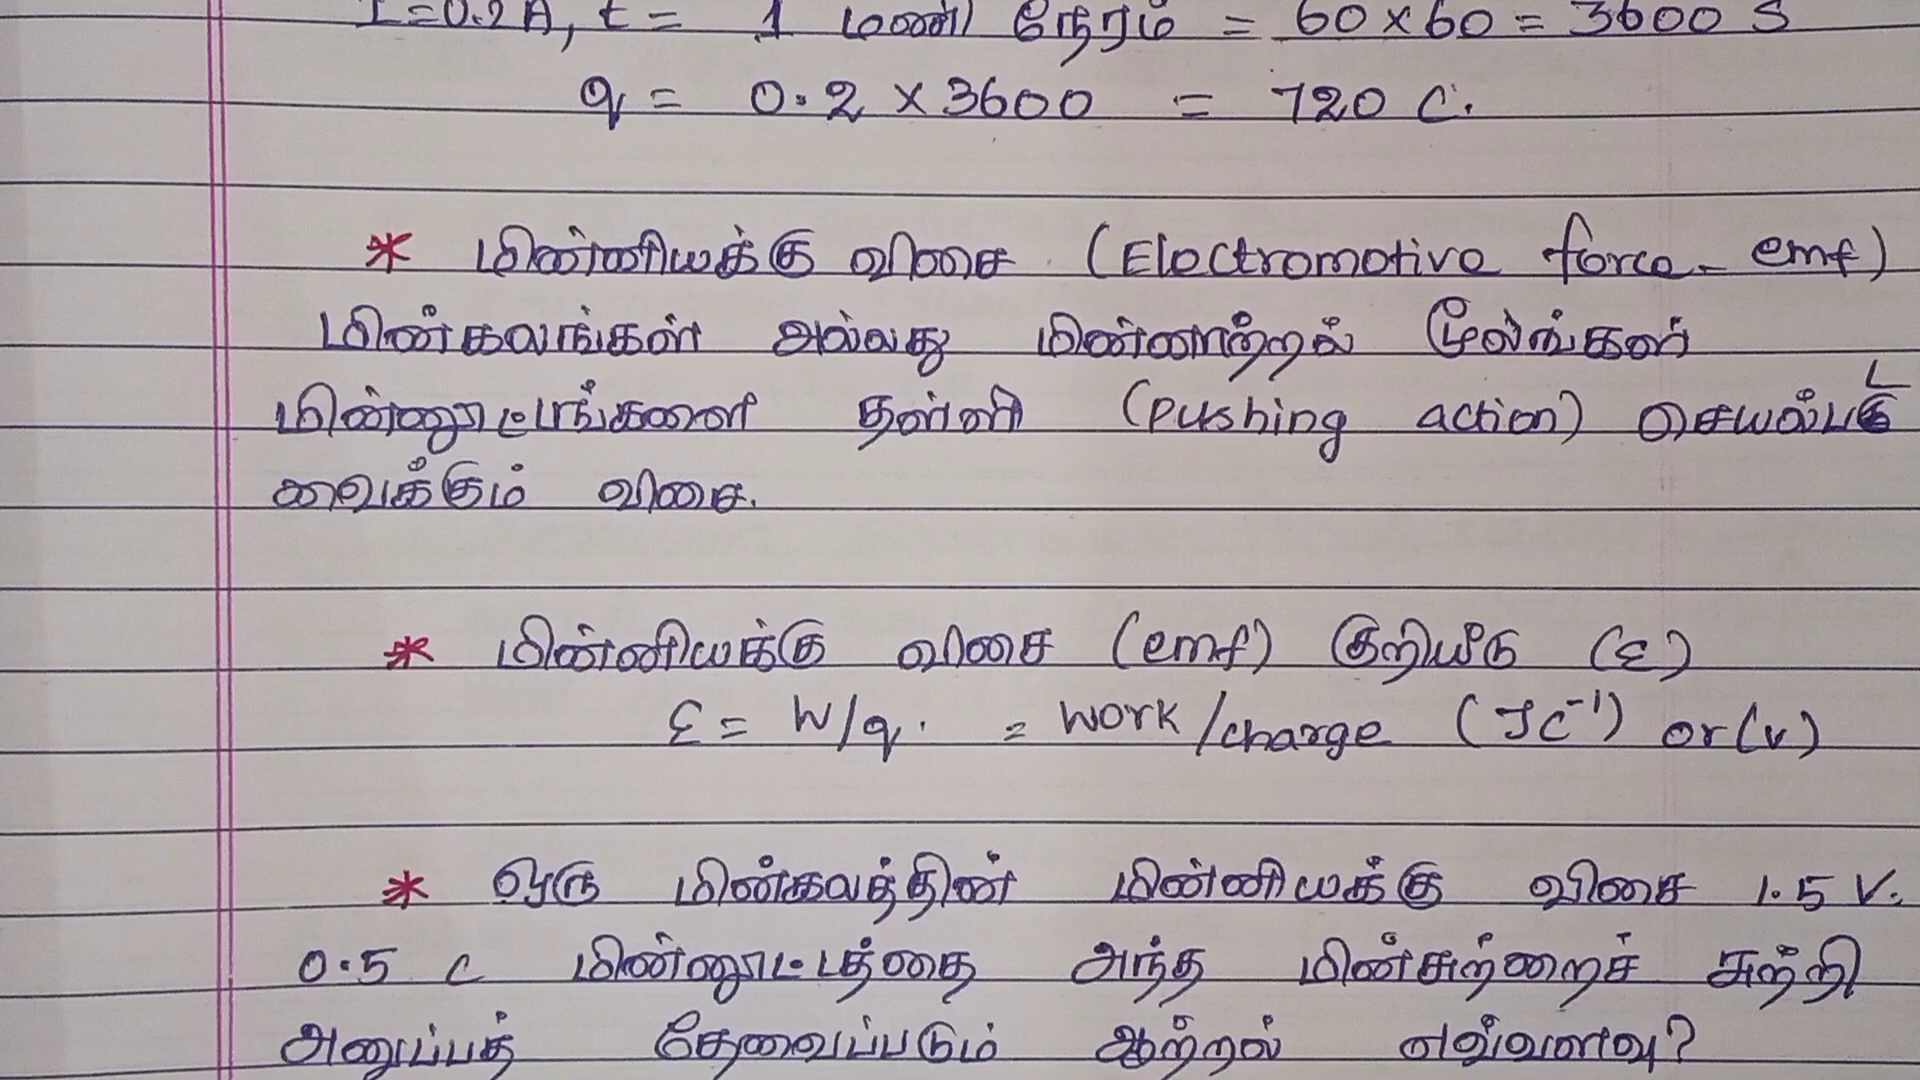 I=0.2A, t= 1 மணி நேரம் = 60×60 = 3600 S
q = 0.2 × 3600 = 720 C.
* மின்னியக்கு விசை (Electromotive force - emf)
மின்கலங்கள் அல்லது மின்னாற்றல் மூலங்கள்
மின்னூட்டங்களை தள்ளி (pushing action) செயல்பட
வைக்கும் விசை.
* மின்னியக்கு விசை (emf) குறியீடு (ε)
ε = W/q. = work/charge (JC⁻¹) or (v)
* ஒரு மின்கலத்தின் மின்னியக்கு விசை 1.5 V.
0.5 c மின்னூட்டத்தை அந்த மின்சுற்றைச் சுற்றி
அனுப்பத் தேவைப்படும் ஆற்றல் எவ்வளவு?